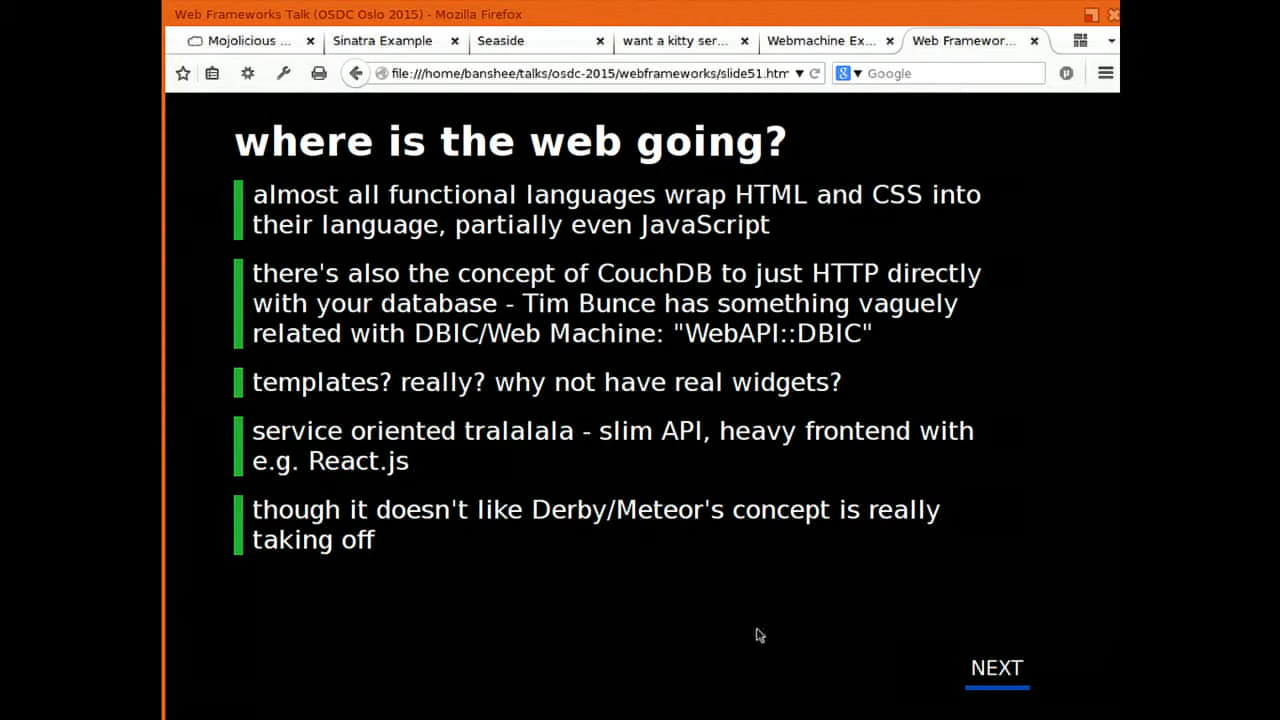 Web Frameworks Talk (OSDC Oslo 2015) - Mozilla Firefox
Mojolicious ... Sinatra Example Seaside want a kitty ser... Webmachine Ex... Web Framewor...
file:///home/banshee/talks/osdc-2015/webframeworks/slide51.htm Google
where is the web going?
almost all functional languages wrap HTML and CSS into
their language, partially even JavaScript
there's also the concept of CouchDB to just HTTP directly
with your database - Tim Bunce has something vaguely
related with DBIC/Web Machine: "WebAPI::DBIC"
templates? really? why not have real widgets?
service oriented tralalala - slim API, heavy frontend with
e.g. React.js
though it doesn't like Derby/Meteor's concept is really
taking off
NEXT